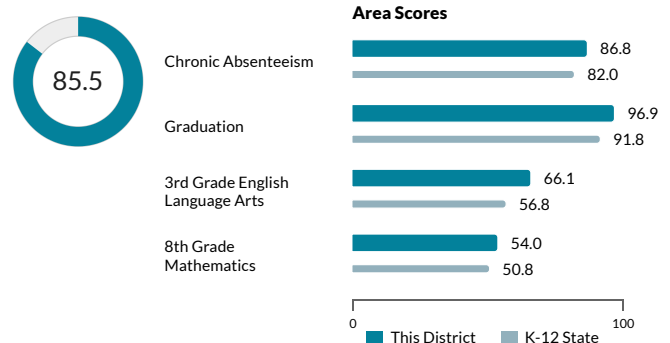 Area Scores
85.5
Chronic Absenteeism
86.8
82.0
Graduation
96.9
91.8
3rd Grade English
Language Arts
66.1
56.8
8th Grade
Mathematics
54.0
50.8
0
100
This District
K-12 State